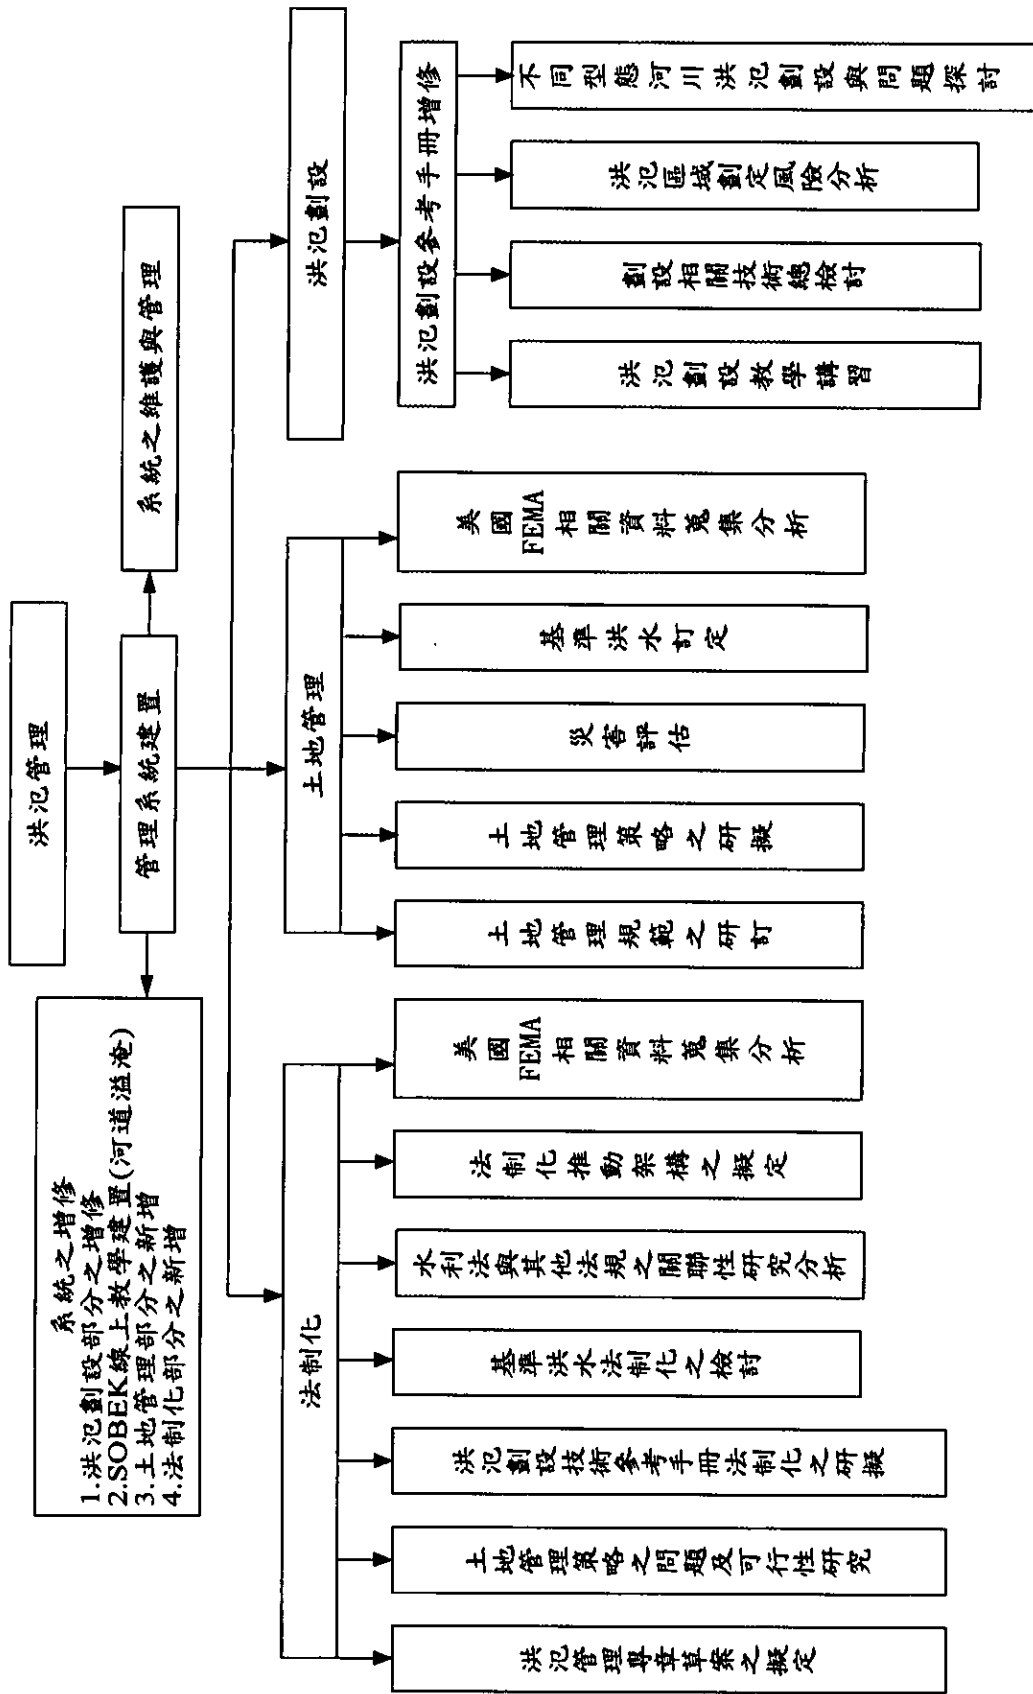 洪氾管理
管理系統建置
系統之維護與管理
系統之增修
1.洪氾劃設部分之增修
2.SOBEK線上教學建置(河道溢淹)
3.土地管理部分之新增
4.法制化部分之新增
法制化
土地管理
洪氾劃設
洪氾劃設參考手冊增修
洪氾管理專章草案之擬定
土地管理策略之問題及可行性研究
洪氾劃設技術參考手冊法制化之研擬
基準洪水法制化之檢討
水利法與其他法規之關聯性研究分析
法制化推動架構之擬定
美國FEMA相關資料蒐集分析
土地管理規範之研訂
土地管理策略之研擬
災害評估
基準洪水訂定
美國FEMA相關資料蒐集分析
洪氾劃設教學講習
劃設相關技術總檢討
洪氾區域劃定風險分析
不同型態河川洪氾劃設與問題探討